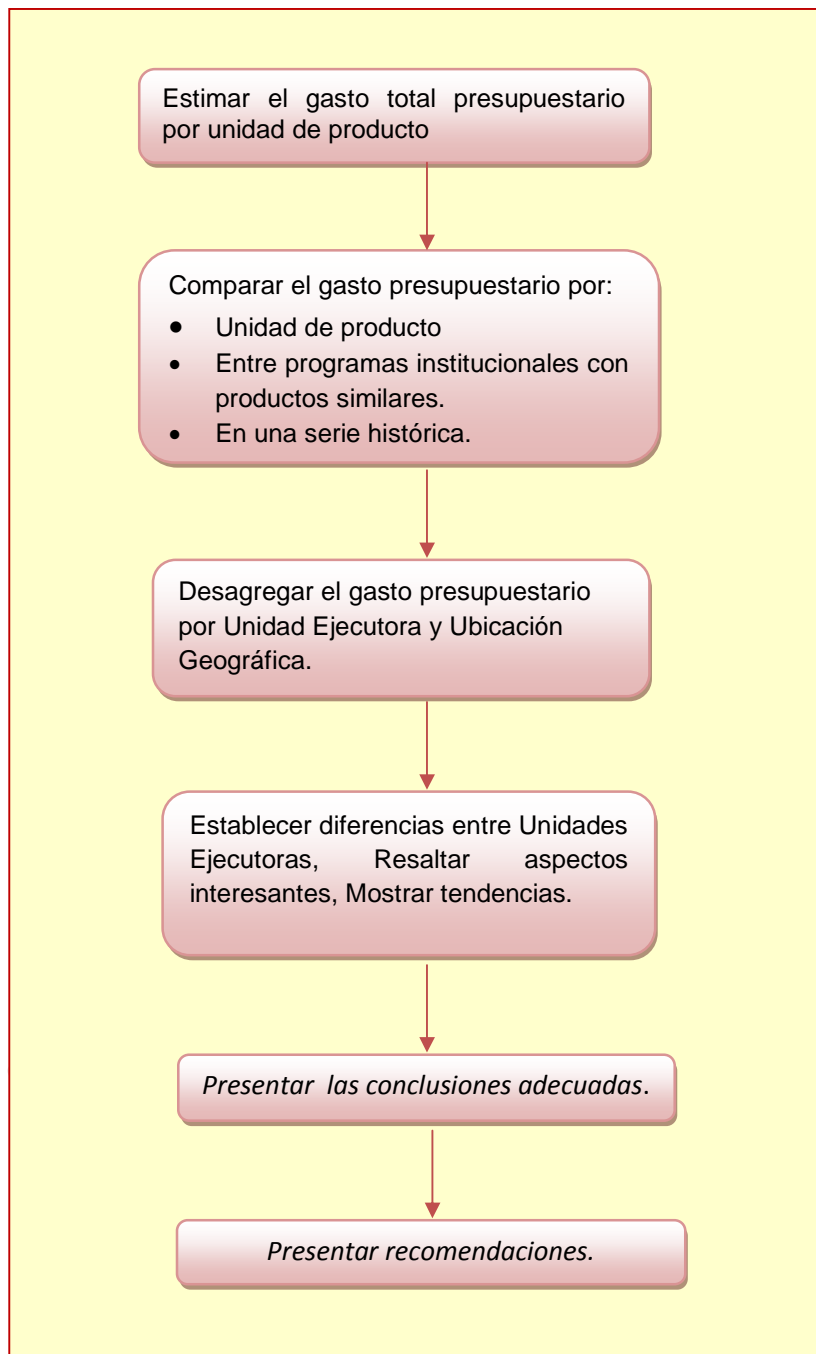 Estimar el gasto total presupuestario
por unidad de producto
Comparar el gasto presupuestario por:
• Unidad de producto
• Entre programas institucionales con
productos similares.
• En una serie histórica.
Desagregar el gasto presupuestario
por Unidad Ejecutora y Ubicación
Geográfica.
Establecer diferencias entre Unidades
Ejecutoras, Resaltar aspectos
interesantes, Mostrar tendencias.
Presentar las conclusiones adecuadas.
Presentar recomendaciones.